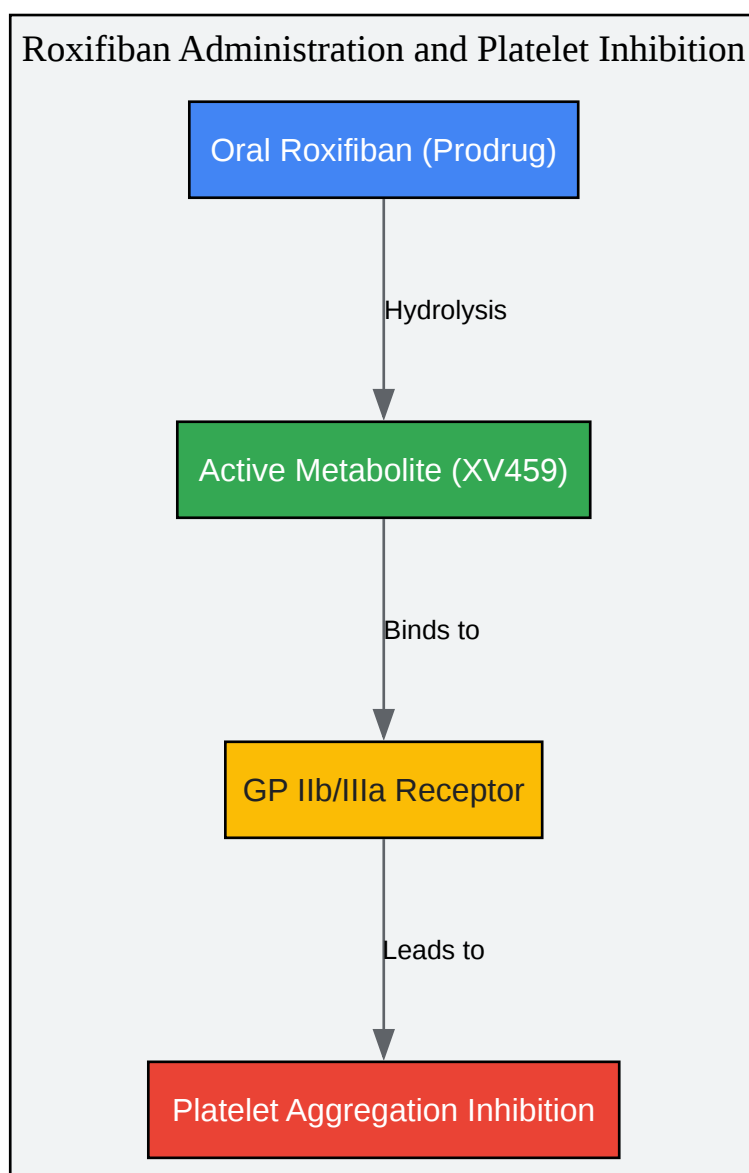 Roxifiban Administration and Platelet Inhibition
Oral Roxifiban (Prodrug)
Hydrolysis
Active Metabolite (XV459)
Binds to
GP IIb/IIIa Receptor
Leads to
Platelet Aggregation Inhibition